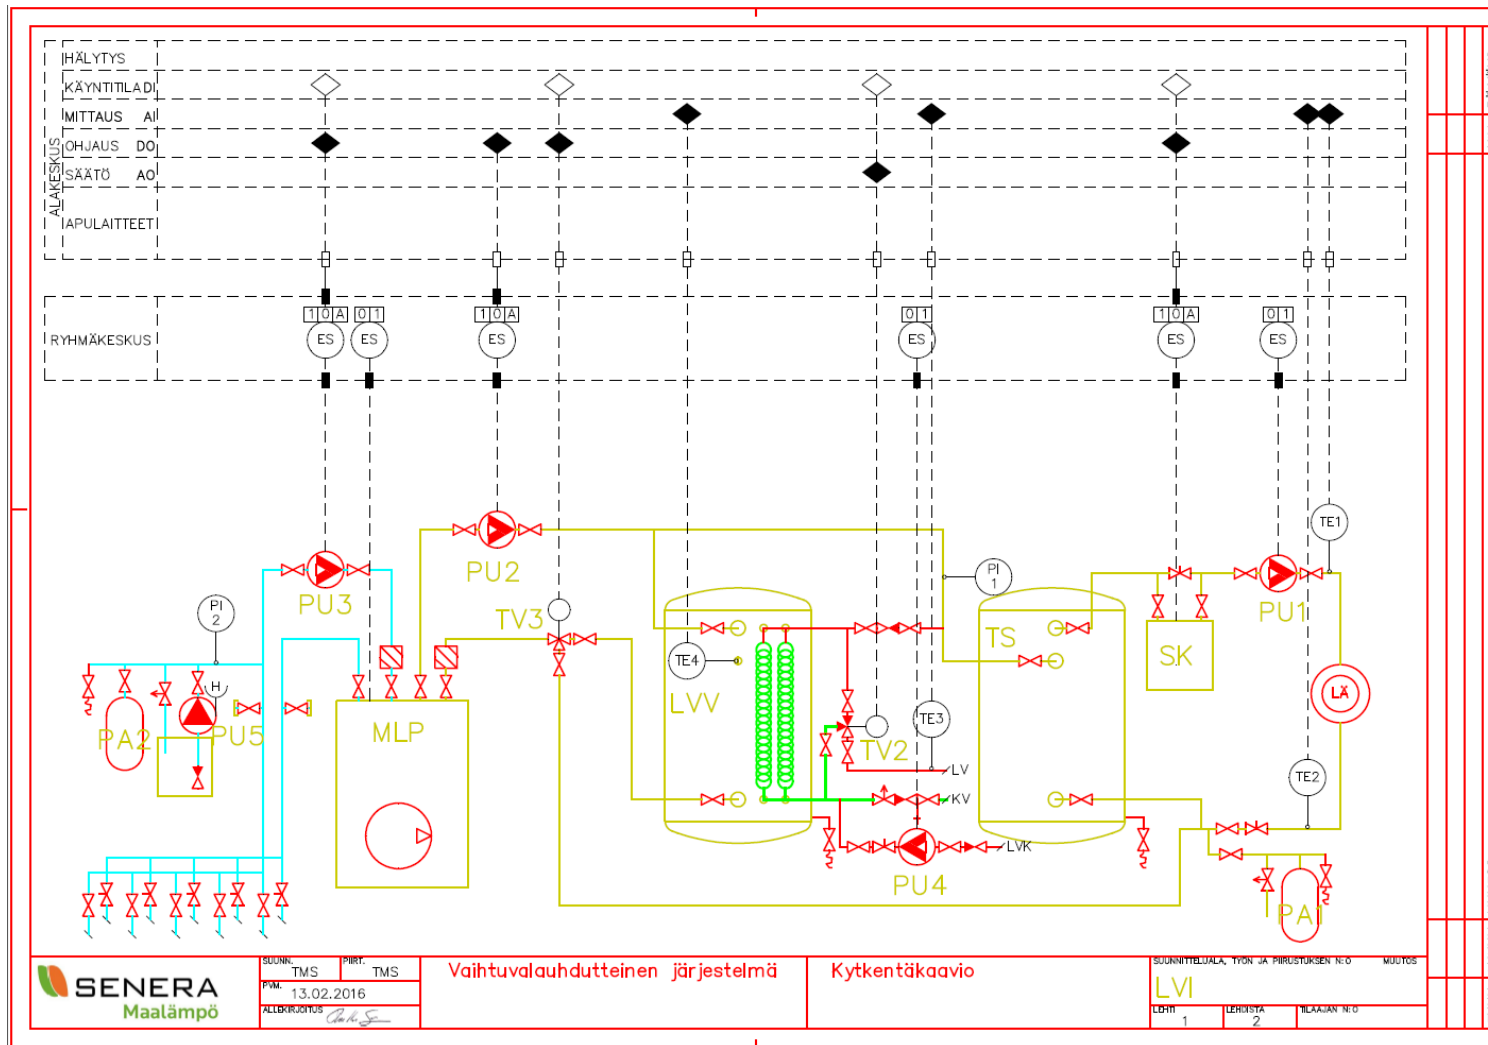 HÄLYTYS
KÄYNTITILA DI
MITTAUS AI
OHJAUS DO
SÄÄTÖ AO
APULAITTEET
ALAKESKUS
RYHMÄKESKUS
1 0 A
0 1
1 0 A
0 1
1 0 A
0 1
ES
ES
ES
ES
ES
ES
TE1
PU2
PI
1
PU3
PI
2
TV3
PU1
TS
SK
TE4
H
LVV
LÄ
TE3
PA2
PU5
MLP
TV2
LV
TE2
KV
LVK
PU4
PA1
SENERA
Maalämpö
SUUNN.
TMS
PIIRT.
TMS
PVM.
13.02.2016
ALLEKIRJOITUS
Vaihtuvalauhdutteinen järjestelmä
Kytkentäkaavio
SUUNNITTELUALA, TYÖN JA PIIRUSTUKSEN N:O
MUUTOS
LVI
LEHTI
1
LEHDISTÄ
2
TILAAJAN N:O